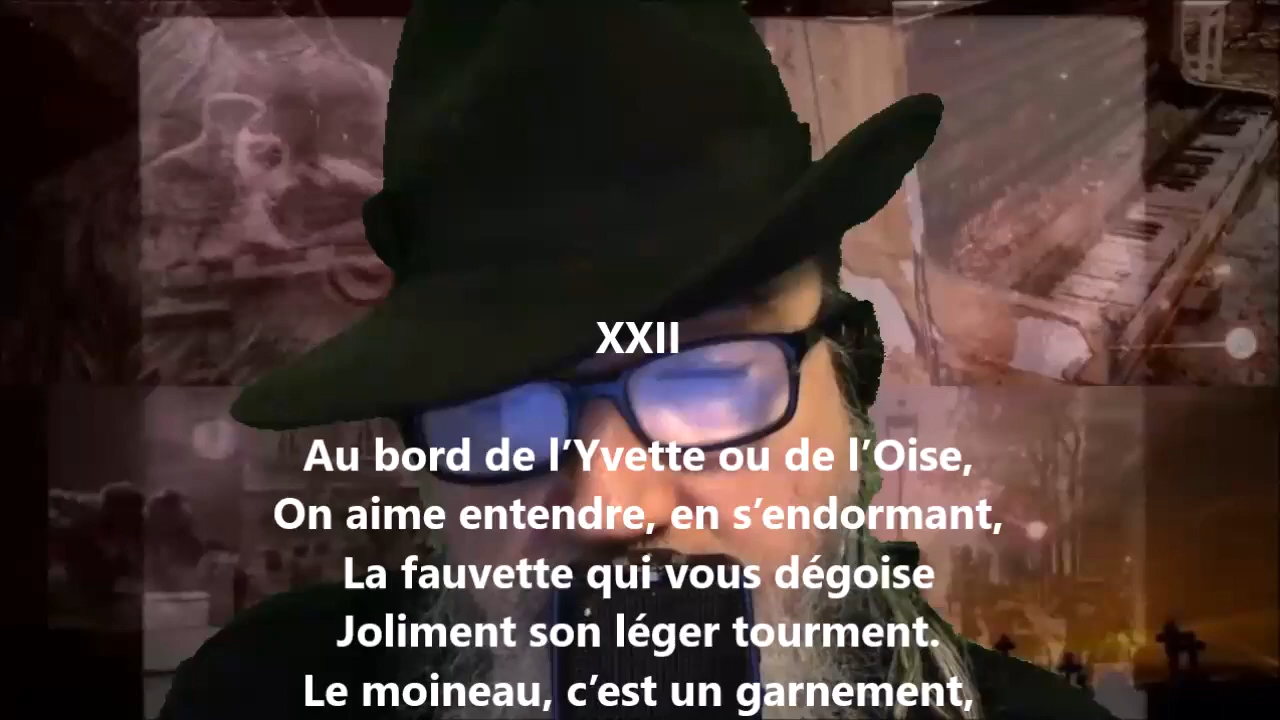 XXII
Au bord de l’Yvette ou de l’Oise,
On aime entendre, en s’endormant,
La fauvette qui vous dégoise
Joliment son léger tourment.
Le moineau, c’est un garnement,